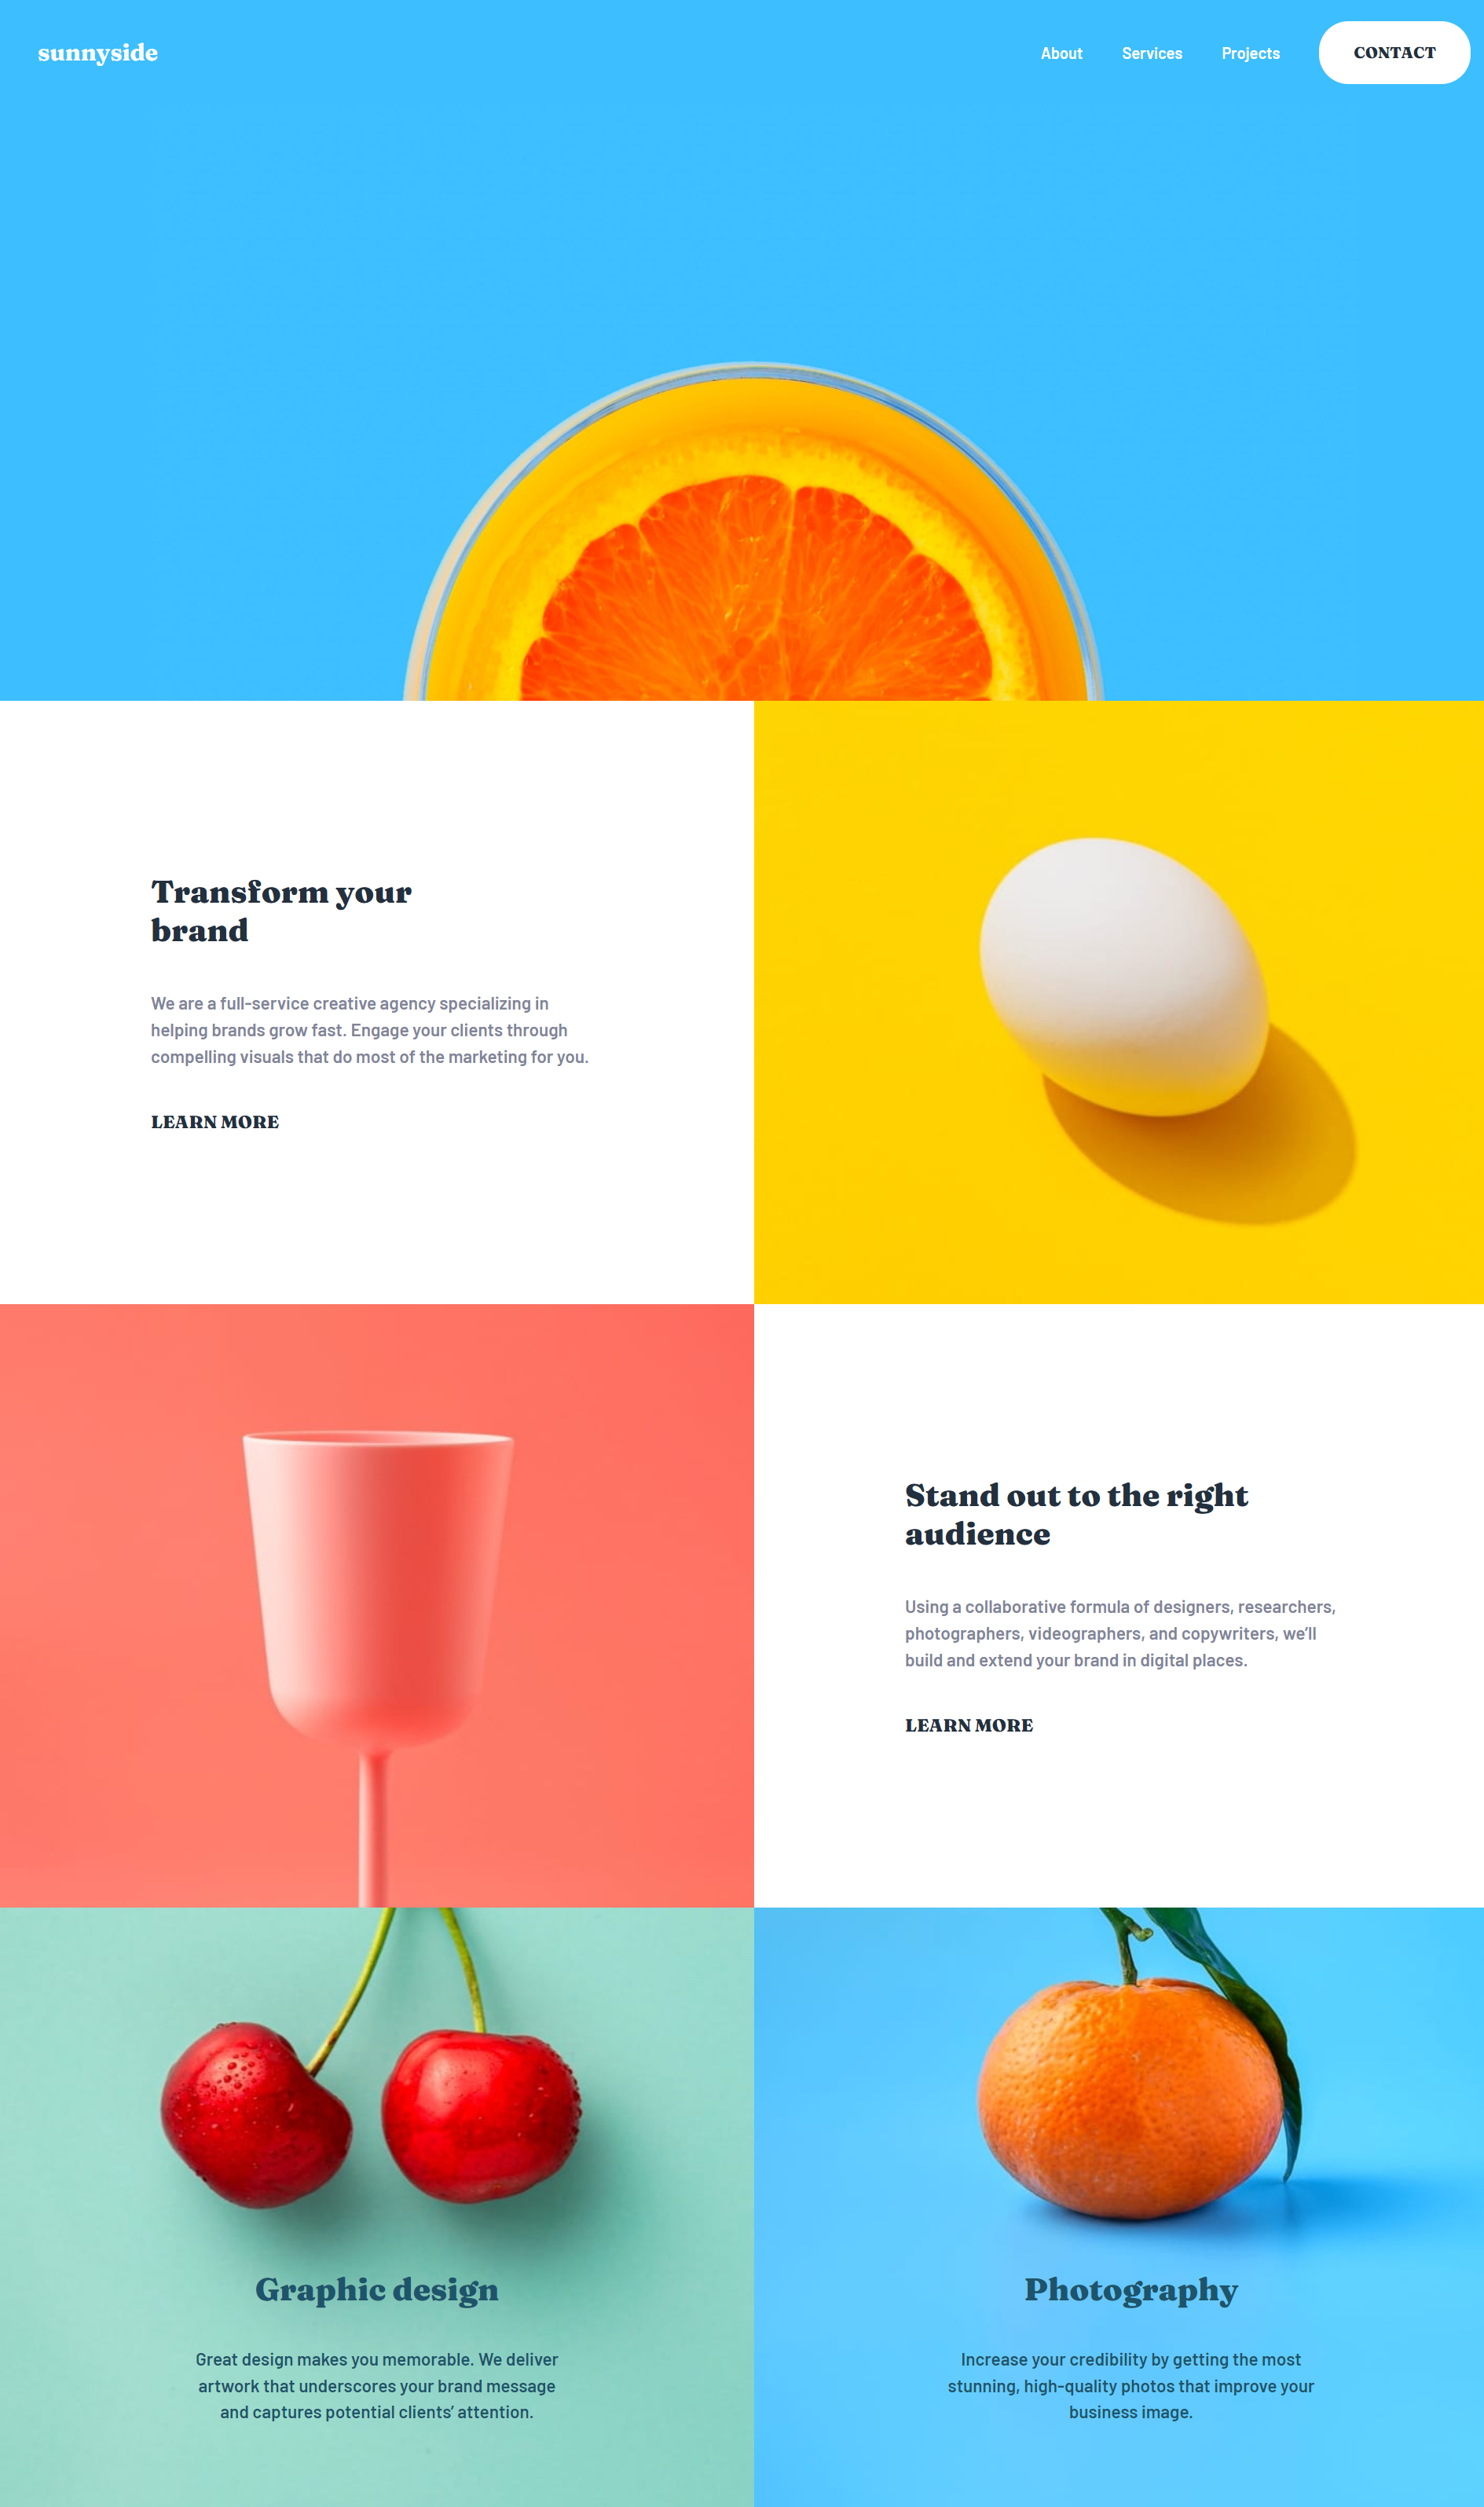 sunnyside
About Services Projects CONTACT
Transform your
brand
We are a full-service creative agency specializing in
helping brands grow fast. Engage your clients through
compelling visuals that do most of the marketing for you.
LEARN MORE
Stand out to the right
audience
Using a collaborative formula of designers, researchers,
photographers, videographers, and copywriters, we’ll
build and extend your brand in digital places.
LEARN MORE
Graphic design
Great design makes you memorable. We deliver
artwork that underscores your brand message
and captures potential clients’ attention.
Photography
Increase your credibility by getting the most
stunning, high-quality photos that improve your
business image.